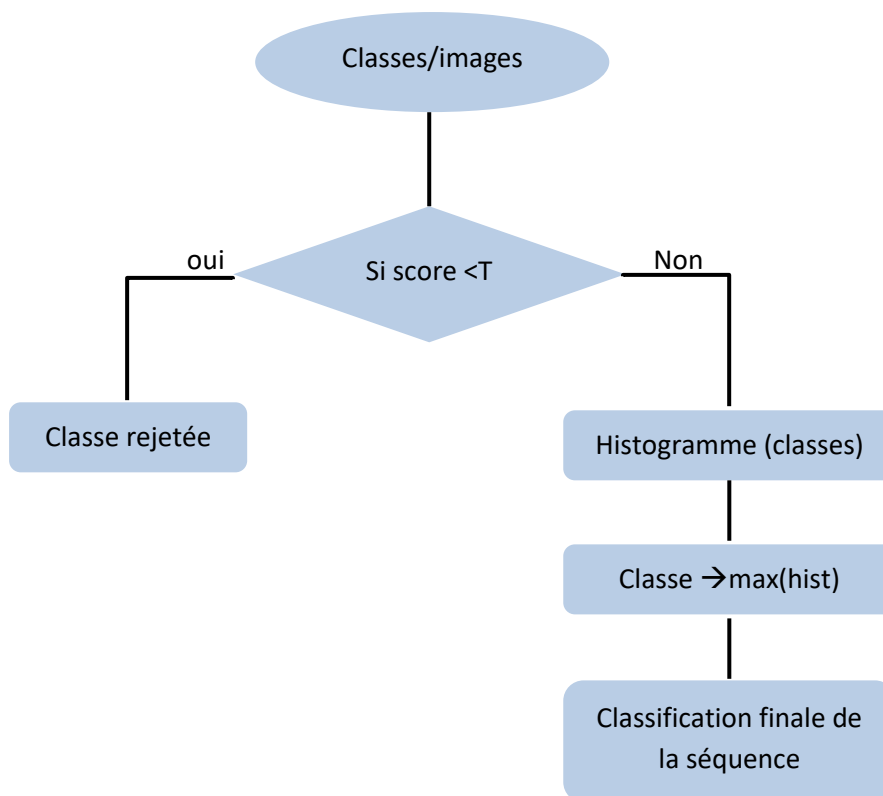 Classes/images
oui
Si score <T
Non
Classe rejetée
Histogramme (classes)
Classe →max(hist)
Classification finale de
la séquence